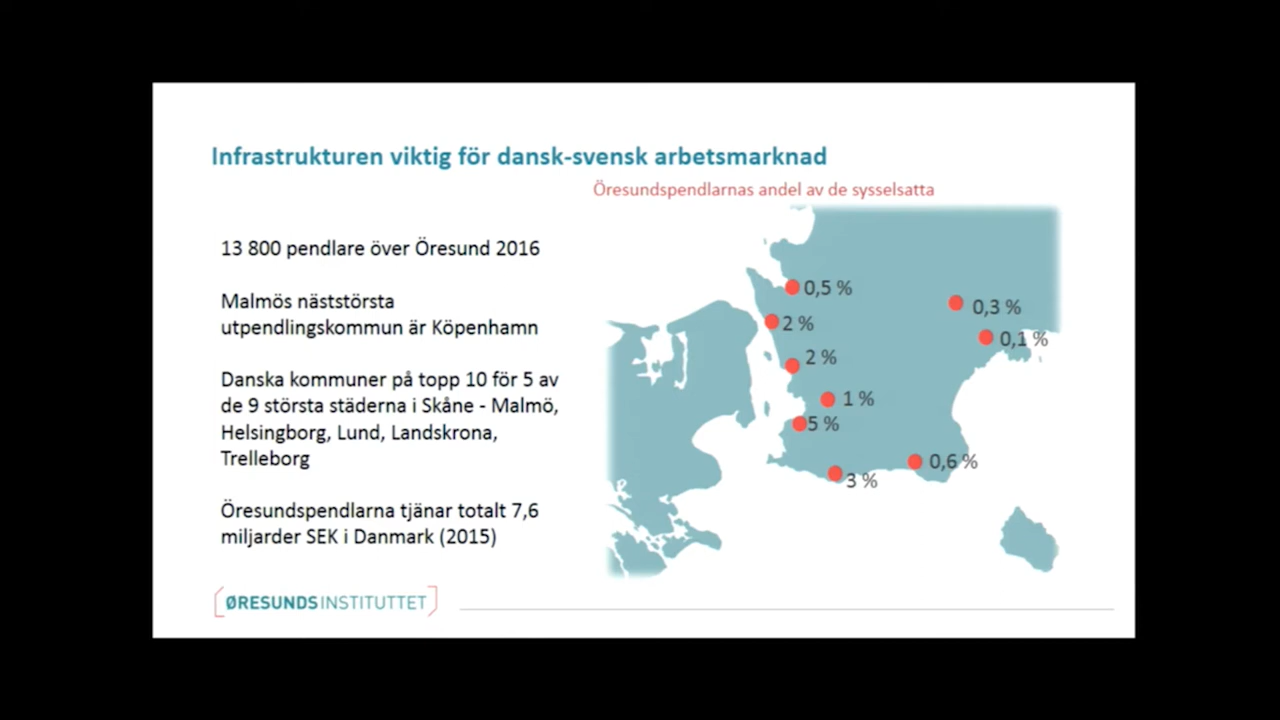 Infrastrukturen viktig för dansk-svensk arbetsmarknad
Öresundspendlarnas andel av de sysselsatta
13 800 pendlare över Öresund 2016
Malmös näststörsta
utpendlingskommun är Köpenhamn
Danska kommuner på topp 10 för 5 av
de 9 största städerna i Skåne - Malmö,
Helsingborg, Lund, Landskrona,
Trelleborg
Öresundspendlarna tjänar totalt 7,6
miljarder SEK i Danmark (2015)
0,5 %
0,3 %
2 %
0,1 %
2 %
1 %
5 %
0,6 %
3 %
ØRESUNDSINSTITUTTET